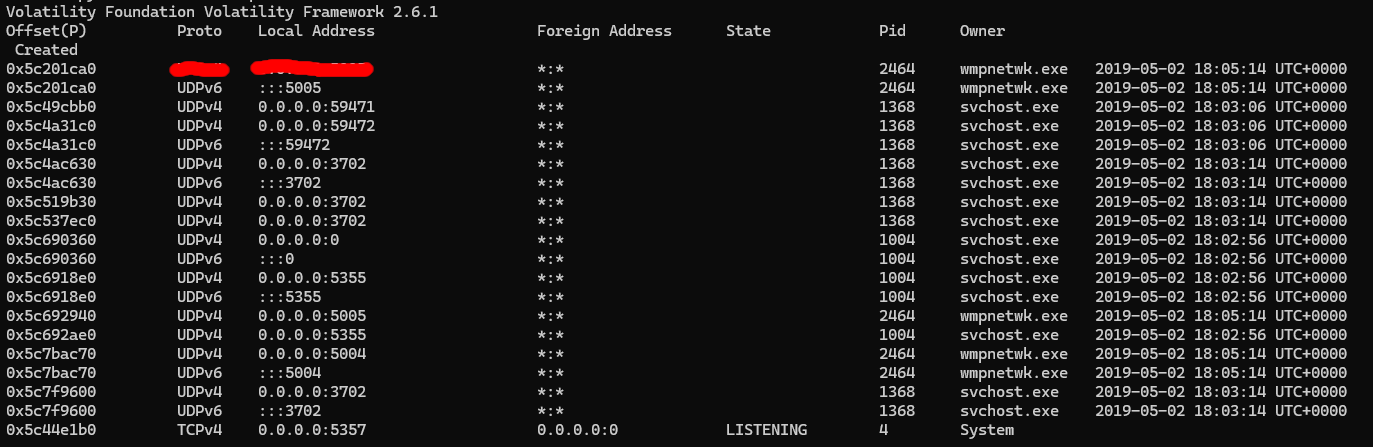 Volatility Foundation Volatility Framework 2.6.1
Offset(P)          Proto    Local Address                  Foreign Address      State            Pid      Owner
 Created
0x5c201ca0                                                 *:*                                   2464     wmpnetwk.exe   2019-05-02 18:05:14 UTC+0000
0x5c201ca0         UDPv6    :::5005                        *:*                                   2464     wmpnetwk.exe   2019-05-02 18:05:14 UTC+0000
0x5c49cbb0         UDPv4    0.0.0.0:59471                  *:*                                   1368     svchost.exe    2019-05-02 18:03:06 UTC+0000
0x5c4a31c0         UDPv4    0.0.0.0:59472                  *:*                                   1368     svchost.exe    2019-05-02 18:03:06 UTC+0000
0x5c4a31c0         UDPv6    :::59472                       *:*                                   1368     svchost.exe    2019-05-02 18:03:06 UTC+0000
0x5c4ac630         UDPv4    0.0.0.0:3702                   *:*                                   1368     svchost.exe    2019-05-02 18:03:14 UTC+0000
0x5c4ac630         UDPv6    :::3702                        *:*                                   1368     svchost.exe    2019-05-02 18:03:14 UTC+0000
0x5c519b30         UDPv4    0.0.0.0:3702                   *:*                                   1368     svchost.exe    2019-05-02 18:03:14 UTC+0000
0x5c537ec0         UDPv4    0.0.0.0:3702                   *:*                                   1368     svchost.exe    2019-05-02 18:03:14 UTC+0000
0x5c690360         UDPv4    0.0.0.0:0                      *:*                                   1004     svchost.exe    2019-05-02 18:02:56 UTC+0000
0x5c690360         UDPv6    :::0                           *:*                                   1004     svchost.exe    2019-05-02 18:02:56 UTC+0000
0x5c6918e0         UDPv4    0.0.0.0:5355                   *:*                                   1004     svchost.exe    2019-05-02 18:02:56 UTC+0000
0x5c6918e0         UDPv6    :::5355                        *:*                                   1004     svchost.exe    2019-05-02 18:02:56 UTC+0000
0x5c692940         UDPv4    0.0.0.0:5005                   *:*                                   2464     wmpnetwk.exe   2019-05-02 18:05:14 UTC+0000
0x5c692ae0         UDPv4    0.0.0.0:5355                   *:*                                   1004     svchost.exe    2019-05-02 18:02:56 UTC+0000
0x5c7bac70         UDPv4    0.0.0.0:5004                   *:*                                   2464     wmpnetwk.exe   2019-05-02 18:05:14 UTC+0000
0x5c7bac70         UDPv6    :::5004                        *:*                                   2464     wmpnetwk.exe   2019-05-02 18:05:14 UTC+0000
0x5c7f9600         UDPv4    0.0.0.0:3702                   *:*                                   1368     svchost.exe    2019-05-02 18:03:14 UTC+0000
0x5c7f9600         UDPv6    :::3702                        *:*                                   1368     svchost.exe    2019-05-02 18:03:14 UTC+0000
0x5c44e1b0         TCPv4    0.0.0.0:5357                   0.0.0.0:0            LISTENING        4        System